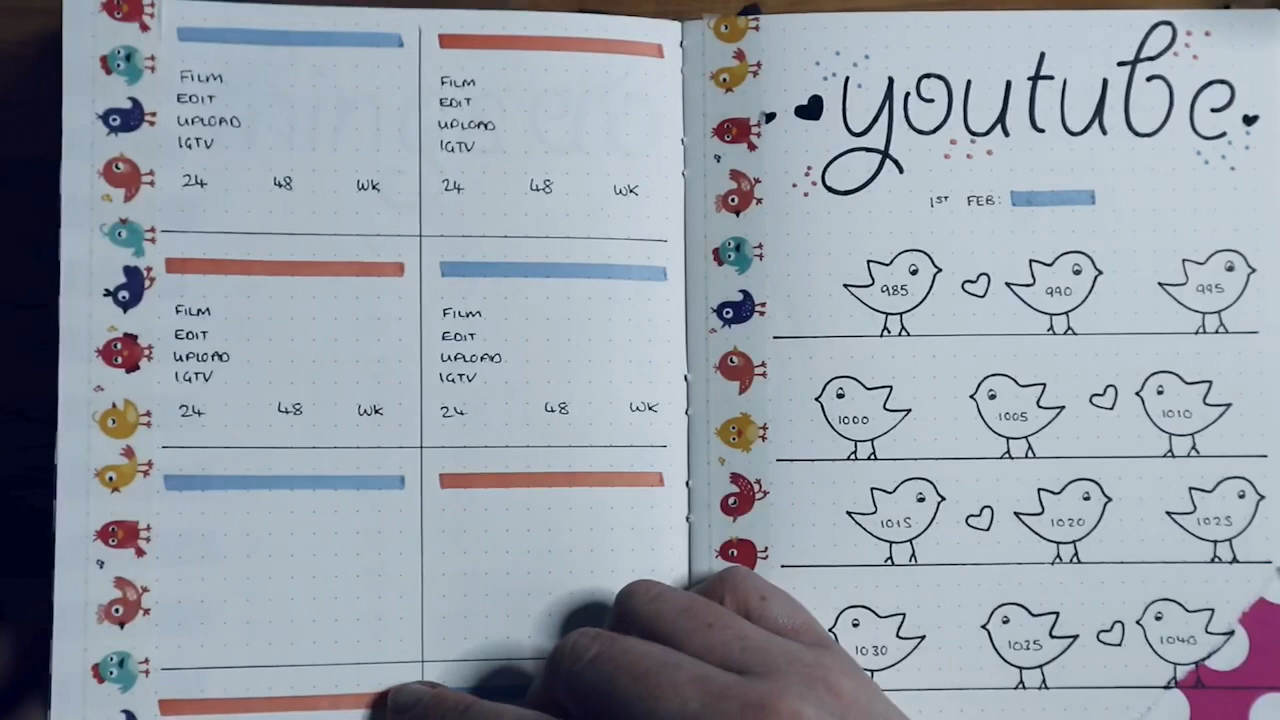 FILM
EDIT
UPLOAD
IGTV
24 48 WK
FILM
EDIT
UPLOAD
IGTV
24 48 WK
FILM
EDIT
UPLOAD
IGTV
24 48 WK
FILM
EDIT
UPLOAD
IGTV
24 48 WK
youtube
1ST FEB:
985 990 995
1000 1005 1010
1015 1020 1025
1030 1035 1040